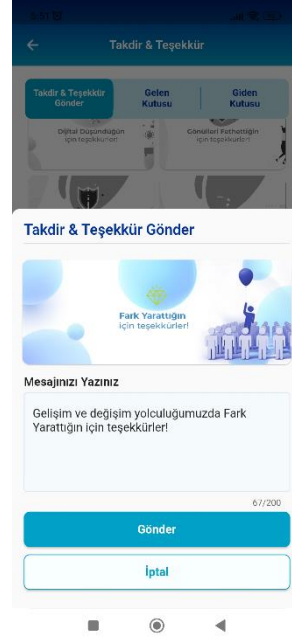 Takdir & Teşekkür
Takdir & Teşekkür
Gönder
Gelen
Kutusu
Giden
Kutusu
Dijital Düşündüğün
için teşekkürler!
Gönülleri Fethettiğin
için teşekkürler!
Takdir & Teşekkür Gönder
Fark Yarattığın
için teşekkürler!
Mesajınızı Yazınız
Gelişim ve değişim yolculuğumuzda Fark
Yarattığın için teşekkürler!
67/200
Gönder
İptal